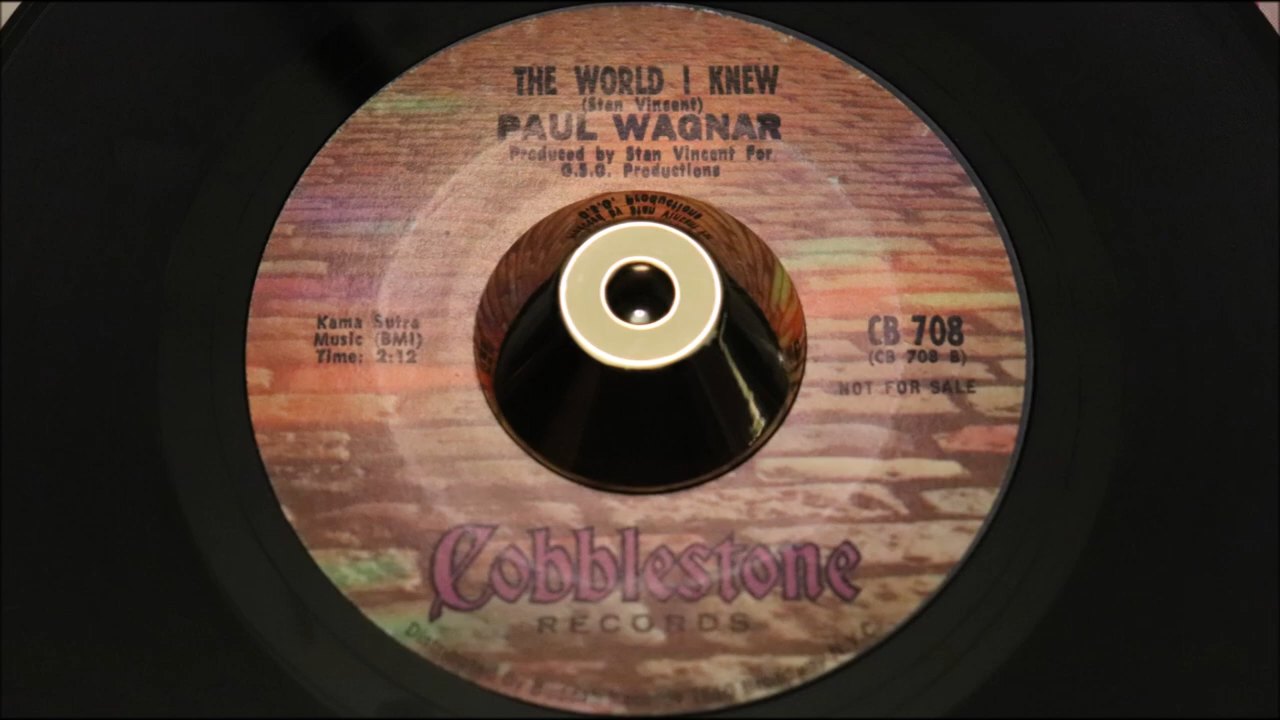 THE WORLD I KNEW
(Stan Vincent)
PAUL WAGNAR
Produced by Stan Vincent For
G.S.G. Productions
Kama Sutra
Music (BMI)
Time: 2:12
CB 708
(CB 708 B)
NOT FOR SALE
Cobblestone
RECORDS